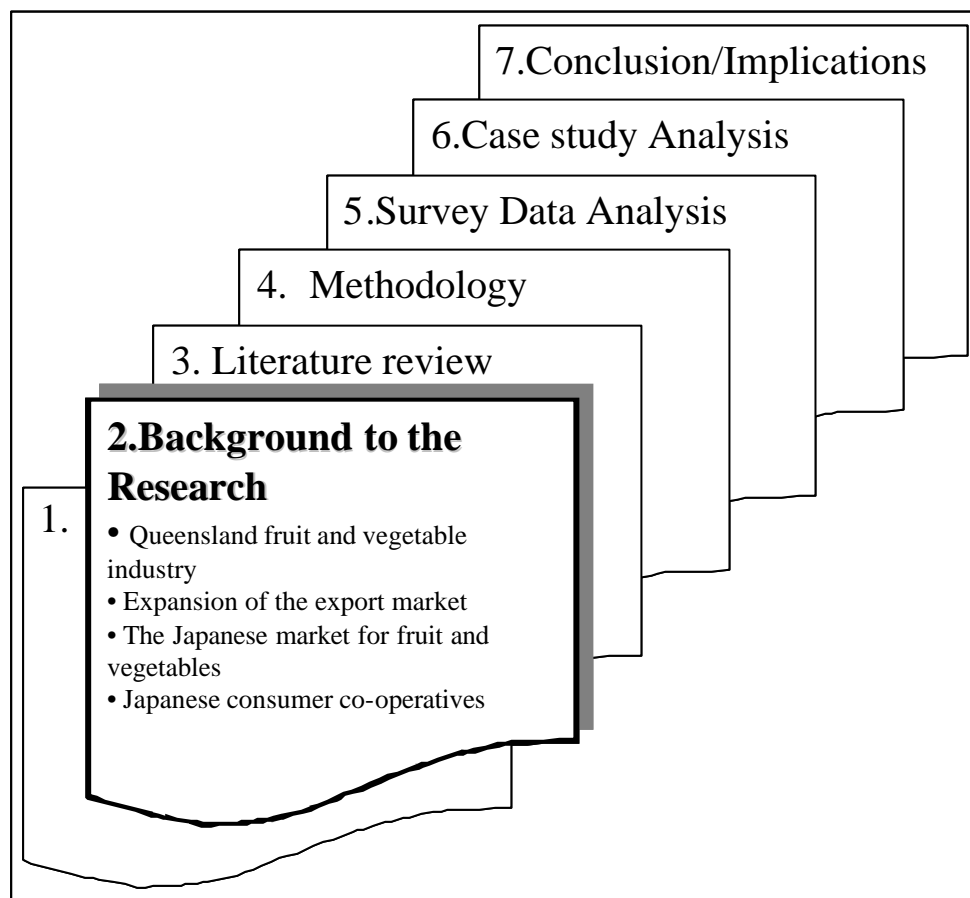 7.Conclusion/Implications
6.Case study Analysis
5.Survey Data Analysis
4. Methodology
3. Literature review
2.Background to the
Research
1.
• Queensland fruit and vegetable
industry
• Expansion of the export market
• The Japanese market for fruit and
vegetables
• Japanese consumer co-operatives